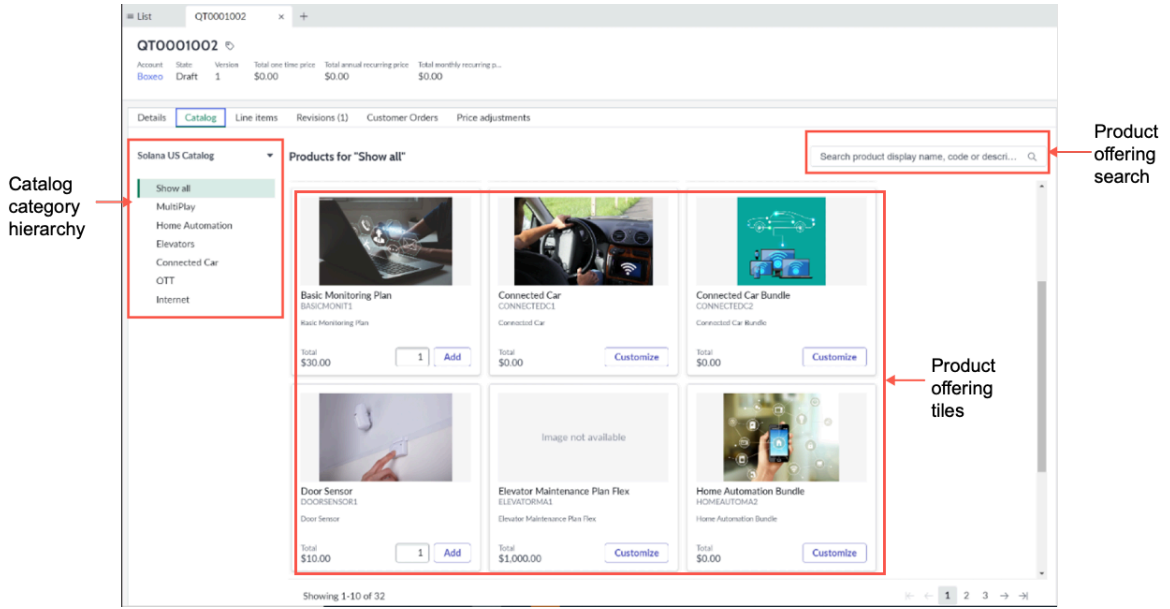 List
QT0001002 × +
QT0001002
Account State Version Total one time price Total annual recurring price Total monthly recurring p...
Boxeo Draft 1 $0.00 $0.00 $0.00
Details Catalog Line items Revisions (1) Customer Orders Price adjustments
Solana US Catalog
Show all
MultiPlay
Home Automation
Elevators
Connected Car
OTT
Internet
Catalog
category
hierarchy
Products for "Show all"
Search product display name, code or descri...
Product
offering
search
Basic Monitoring Plan
BASICMONIT1
Basic Monitoring Plan
Total
$30.00
1 Add
Connected Car
CONNECTEDC1
Connected Car
Total
$0.00
Customize
Connected Car Bundle
CONNECTEDC2
Connected Car Bundle
Total
$0.00
Customize
Product
offering
tiles
Door Sensor
DOORSENSOR1
Door Sensor
Total
$10.00
1 Add
Image not available
Elevator Maintenance Plan Flex
ELEVATORMA1
Elevator Maintenance Plan Flex
Total
$1,000.00
Customize
Home Automation Bundle
HOMEAUTOMA2
Home Automation Bundle
Total
$0.00
Customize
Showing 1-10 of 32
1 2 3